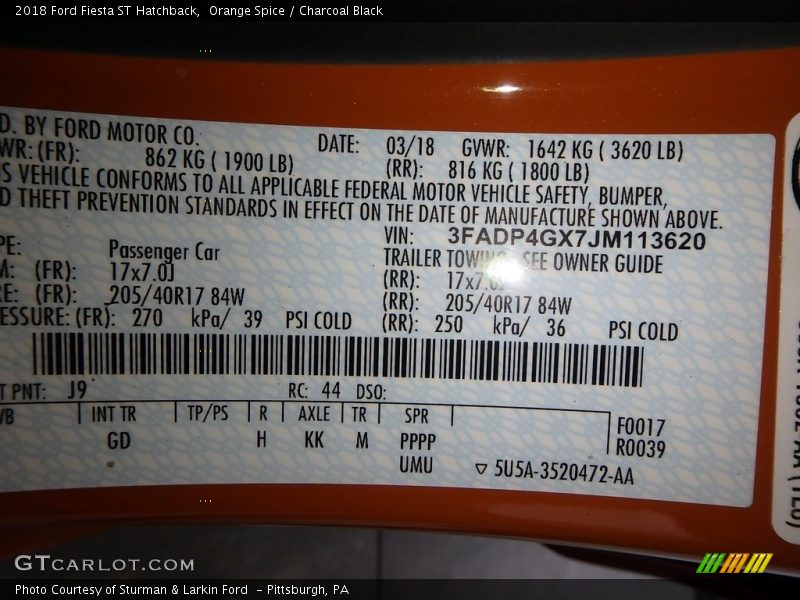 2018 Ford Fiesta ST Hatchback,  Orange Spice / Charcoal Black
D. BY FORD MOTOR CO.
DATE: 03/18 GVWR: 1642 KG ( 3620 LB)
WR: (FR): 862 KG ( 1900 LB) (RR): 816 KG ( 1800 LB)
S VEHICLE CONFORMS TO ALL APPLICABLE FEDERAL MOTOR VEHICLE SAFETY, BUMPER,
D THEFT PREVENTION STANDARDS IN EFFECT ON THE DATE OF MANUFACTURE SHOWN ABOVE.
VIN: 3FADP4GX7JM113620
PE: Passenger Car TRAILER TOWING - SEE OWNER GUIDE
M: (FR): 17x7.0J (RR): 17x7.0J
RE: (FR): 205/40R17 84W (RR): 205/40R17 84W
ESSURE: (FR): 270 kPa/ 39 PSI COLD (RR): 250 kPa/ 36 PSI COLD
T PNT: J9 RC: 44 DSO:
WB INT TR TP/PS R AXLE TR SPR F0017
GD H KK M PPPP R0039
UMU ▽ 5U5A-3520472-AA
GTCARLOT.COM
Photo Courtesy of Sturman & Larkin Ford  - Pittsburgh, PA